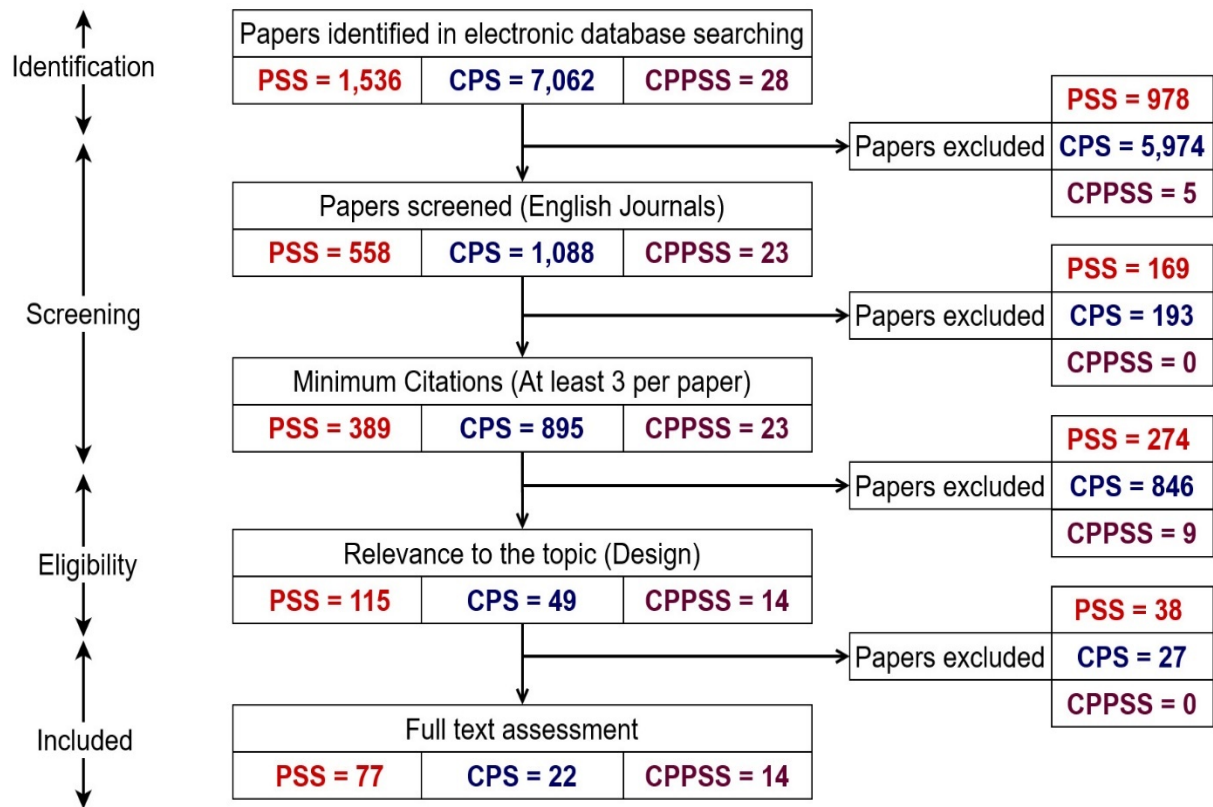 Identification
Papers identified in electronic database searching
PSS = 1,536 CPS = 7,062 CPPSS = 28
Papers excluded
PSS = 978
CPS = 5,974
CPPSS = 5
Screening
Papers screened (English Journals)
PSS = 558 CPS = 1,088 CPPSS = 23
Papers excluded
PSS = 169
CPS = 193
CPPSS = 0
Minimum Citations (At least 3 per paper)
PSS = 389 CPS = 895 CPPSS = 23
Papers excluded
PSS = 274
CPS = 846
CPPSS = 9
Eligibility
Relevance to the topic (Design)
PSS = 115 CPS = 49 CPPSS = 14
Papers excluded
PSS = 38
CPS = 27
CPPSS = 0
Included
Full text assessment
PSS = 77 CPS = 22 CPPSS = 14